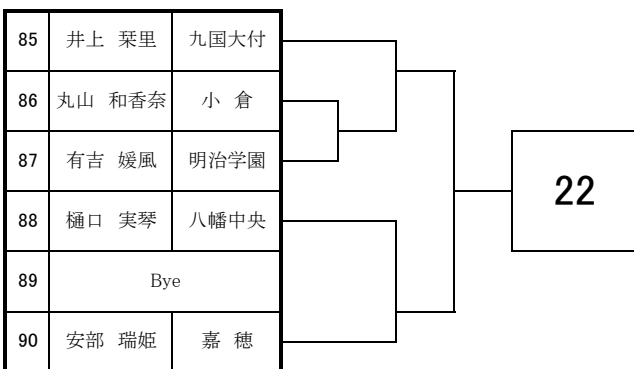 85 井上 栞里 九国大付
86 丸山 和香奈 小 倉
87 有吉 媛風 明治学園
88 樋口 実琴 八幡中央
89 Bye
90 安部 瑞姫 嘉 穂
22